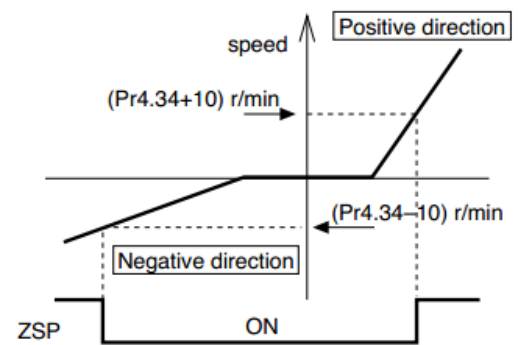 Positive direction
speed
(Pr4.34+10) r/min
(Pr4.34–10) r/min
Negative direction
ZSP
ON